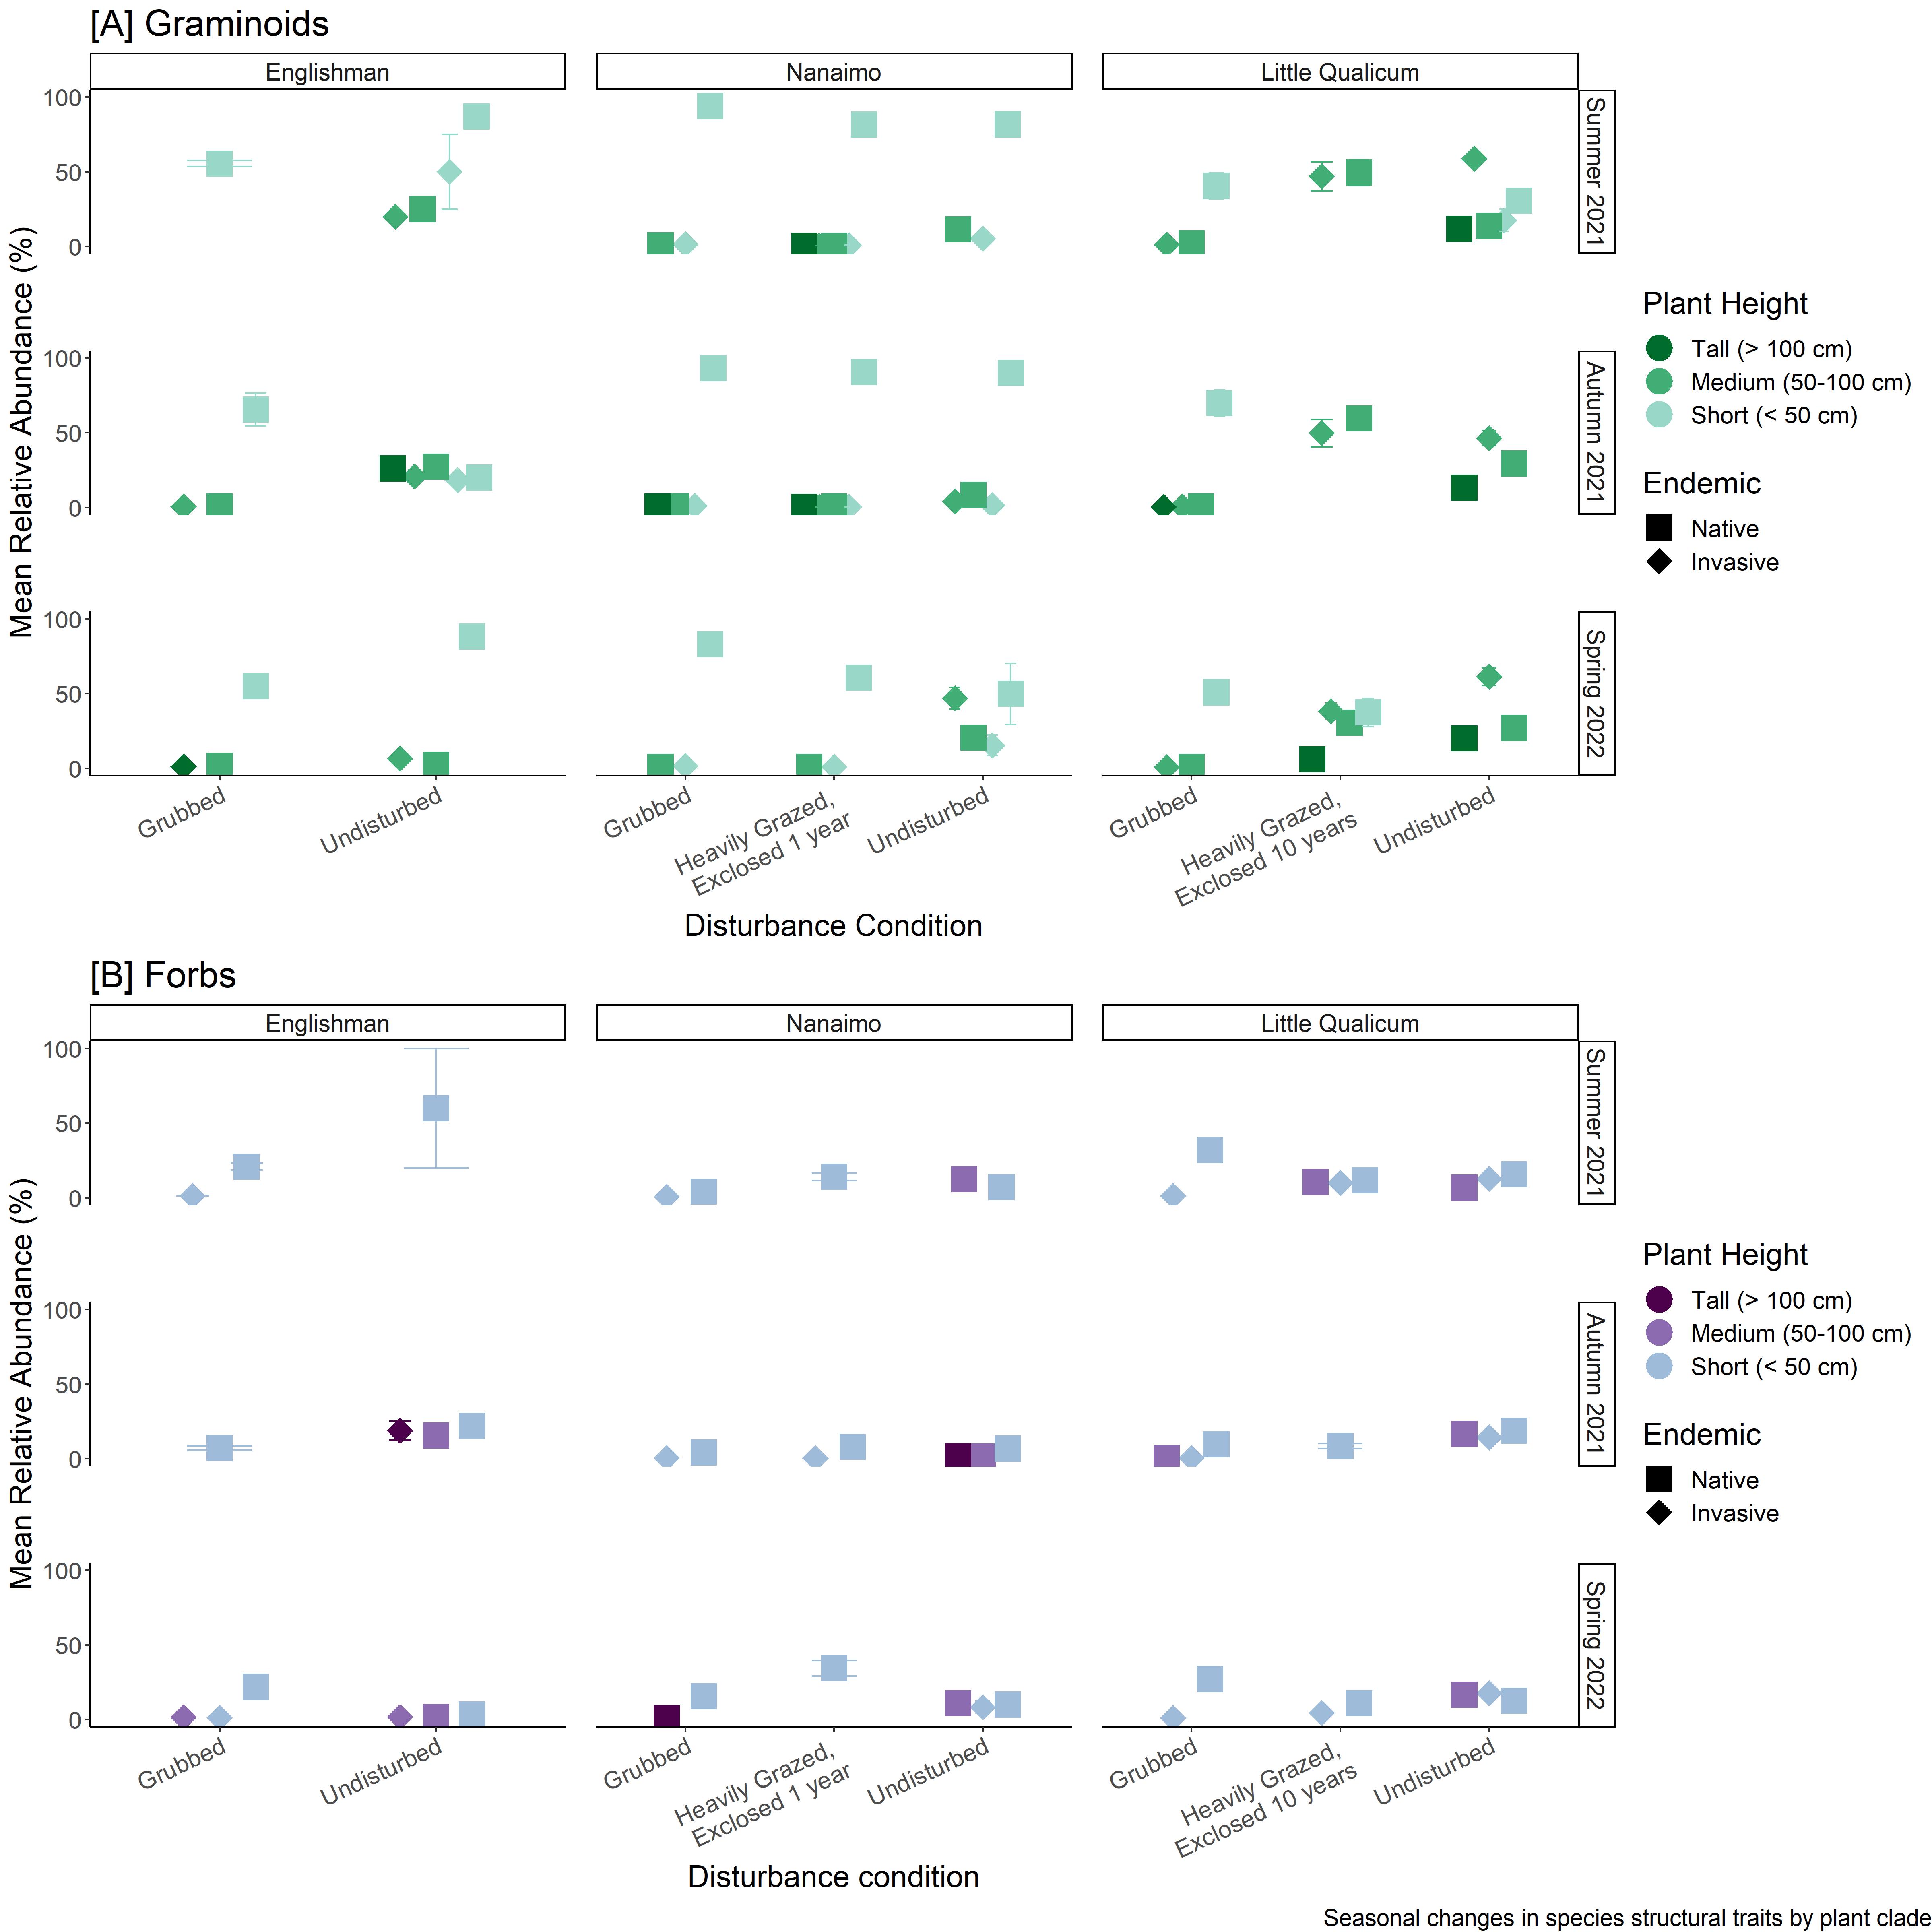 [A] Graminoids
Englishman
Nanaimo
Little Qualicum
Mean Relative Abundance (%)
100
50
0
Summer 2021
100
50
0
Autumn 2021
100
50
0
Spring 2022
Grubbed
Undisturbed
Grubbed
Heavily Grazed,
Exclosed 1 year
Undisturbed
Grubbed
Heavily Grazed,
Exclosed 10 years
Undisturbed
Disturbance Condition
Plant Height
Tall (> 100 cm)
Medium (50-100 cm)
Short (< 50 cm)
Endemic
Native
Invasive
[B] Forbs
Englishman
Nanaimo
Little Qualicum
Mean Relative Abundance (%)
100
50
0
Summer 2021
100
50
0
Autumn 2021
100
50
0
Spring 2022
Grubbed
Undisturbed
Grubbed
Heavily Grazed,
Exclosed 1 year
Undisturbed
Grubbed
Heavily Grazed,
Exclosed 10 years
Undisturbed
Disturbance condition
Plant Height
Tall (> 100 cm)
Medium (50-100 cm)
Short (< 50 cm)
Endemic
Native
Invasive
Seasonal changes in species structural traits by plant clade